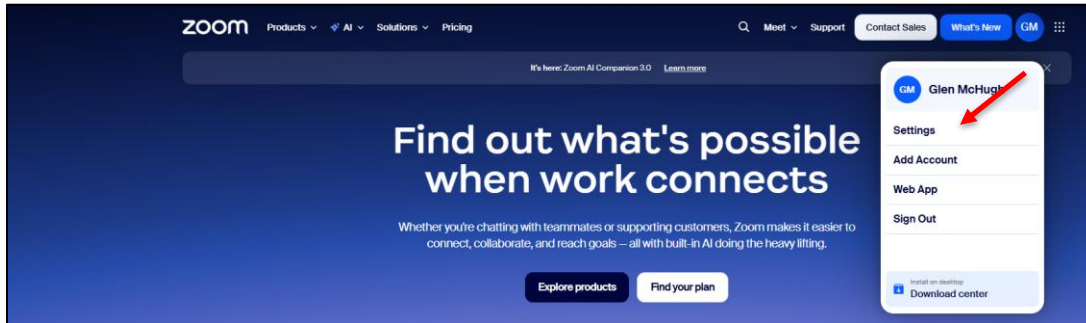 zoom Products AI Solutions Pricing Meet Support Contact Sales What's New GM
It's here: Zoom AI Companion 3.0 Learn more
GM Glen McHugh
Find out what's possible
when work connects
Whether you're chatting with teammates or supporting customers, Zoom makes it easier to
connect, collaborate, and reach goals — all with built-in AI doing the heavy lifting.
Explore products Find your plan
Settings
Add Account
Web App
Sign Out
Install on desktop
Download center